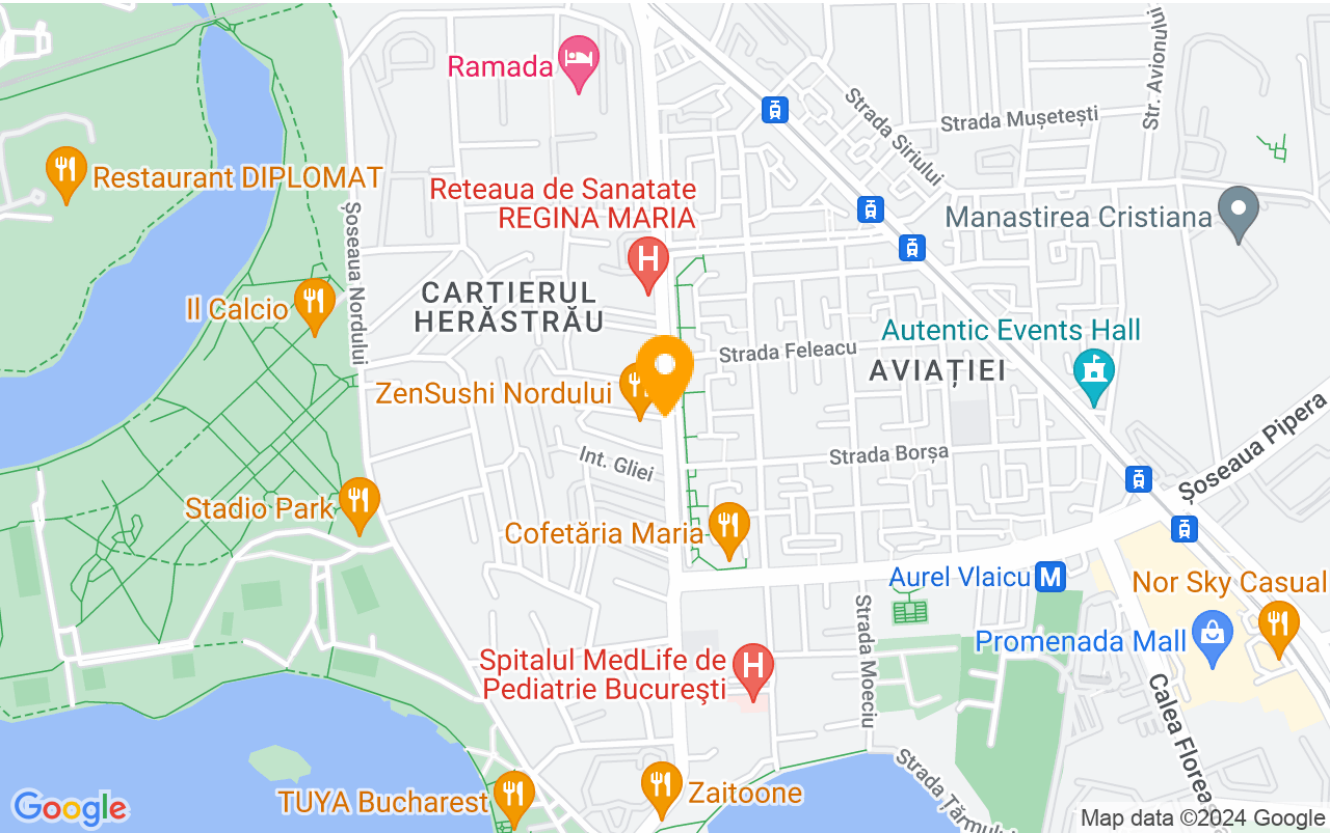 Ramada
Strada Siriului
Strada Mușetești
Str. Avionului
Restaurant DIPLOMAT
Reteaua de Sanatate
REGINA MARIA
Manastirea Cristiana
Șoseaua Nordului
Il Calcio
CARTIERUL
HERĂSTRĂU
Autentic Events Hall
Strada Feleacu
AVIAȚIEI
ZenSushi Nordului
Int. Gliei
Strada Borșa
Șoseaua Pipera
Stadio Park
Cofetăria Maria
Aurel Vlaicu
M
Nor Sky Casual
Strada Moeciu
Promenada Mall
Spitalul MedLife de
Pediatrie Bucureşti
Calea Floreas
Strada Țărmulu
TUYA Bucharest
Zaitoone
Google
Map data ©2024 Google